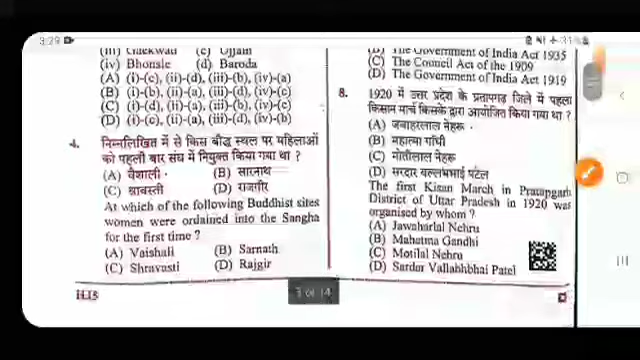 3:29
(iii) Gaekwad (c) Ujjain
(iv) Bhonsle (d) Baroda
(A) (i)-(c), (ii)-(d), (iii)-(b), (iv)-(a)
(B) (i)-(b), (ii)-(a), (iii)-(d), (iv)-(c)
(C) (i)-(d), (ii)-(a), (iii)-(b), (iv)-(c)
(D) (i)-(c), (ii)-(a), (iii)-(d), (iv)-(b)
4. निम्नलिखित में से किस बौद्ध स्थल पर महिलाओं
को पहली बार संघ में नियुक्त किया गया था ?
(A) वैशाली (B) सारनाथ
(C) श्रावस्ती (D) राजगीर
At which of the following Buddhist sites
women were ordained into the Sangha
for the first time ?
(A) Vaishali (B) Sarnath
(C) Shravasti (D) Rajgir
H15
3 of 14
(B) The Government of India Act 1935
(C) The Council Act of the 1909
(D) The Government of India Act 1919
8. 1920 में उत्तर प्रदेश के प्रतापगढ़ जिले में पहला
किसान मार्च किसके द्वारा आयोजित किया गया था ?
(A) जवाहरलाल नेहरू
(B) महात्मा गाँधी
(C) मोतीलाल नेहरू
(D) सरदार वल्लभभाई पटेल
The first Kisan March in Pratapgarh
District of Uttar Pradesh in 1920 was
organised by whom ?
(A) Jawaharlal Nehru
(B) Mahatma Gandhi
(C) Motilal Nehru
(D) Sardar Vallabhbhai Patel